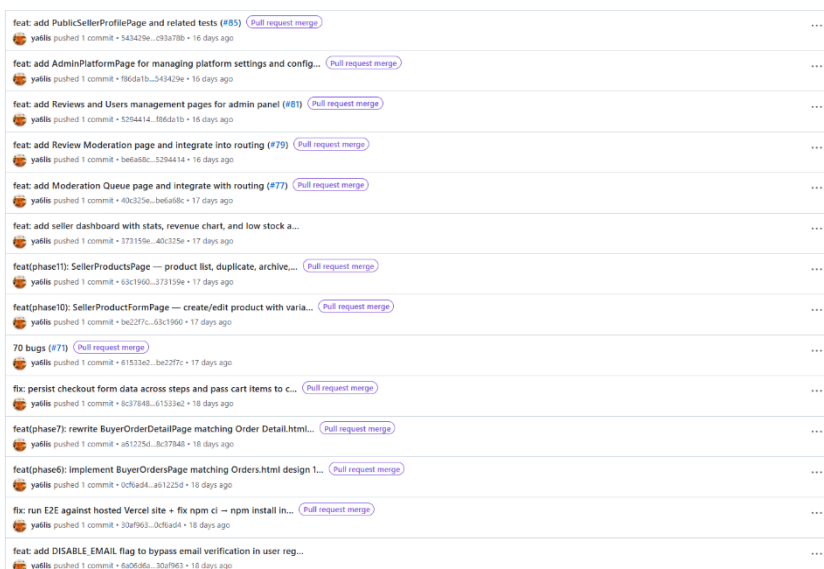 feat: add PublicSellerProfilePage and related tests (#85) Pull request merge
ya6lis pushed 1 commit • 543429e...c93a78b • 16 days ago
feat: add AdminPlatformPage for managing platform settings and config... Pull request merge
ya6lis pushed 1 commit • f86da1b...543429e • 16 days ago
feat: add Reviews and Users management pages for admin panel (#81) Pull request merge
ya6lis pushed 1 commit • 5294414...f86da1b • 16 days ago
feat: add Review Moderation page and integrate into routing (#79) Pull request merge
ya6lis pushed 1 commit • be6a68c...5294414 • 16 days ago
feat: add Moderation Queue page and integrate with routing (#77) Pull request merge
ya6lis pushed 1 commit • 40c325e...be6a68c • 17 days ago
feat: add seller dashboard with stats, revenue chart, and low stock a...
ya6lis pushed 1 commit • 373159e...40c325e • 17 days ago
feat(phase11): SellerProductsPage — product list, duplicate, archive,... Pull request merge
ya6lis pushed 1 commit • 63c1960...373159e • 17 days ago
feat(phase10): SellerProductFormPage — create/edit product with varia... Pull request merge
ya6lis pushed 1 commit • be22f7c...63c1960 • 17 days ago
70 bugs (#71) Pull request merge
ya6lis pushed 1 commit • 61533e2...be22f7c • 17 days ago
fix: persist checkout form data across steps and pass cart items to c... Pull request merge
ya6lis pushed 1 commit • 8c37848...61533e2 • 18 days ago
feat(phase7): rewrite BuyerOrderDetailPage matching Order Detail.html... Pull request merge
ya6lis pushed 1 commit • a61225d...8c37848 • 18 days ago
feat(phase6): implement BuyerOrdersPage matching Orders.html design 1... Pull request merge
ya6lis pushed 1 commit • 0cf6ad4...a61225d • 18 days ago
fix: run E2E against hosted Vercel site + fix npm ci → npm install in... Pull request merge
ya6lis pushed 1 commit • 30af963...0cf6ad4 • 18 days ago
feat: add DISABLE_EMAIL flag to bypass email verification in user reg...
ya6lis pushed 1 commit • 6a06d6a...30af963 • 18 days ago